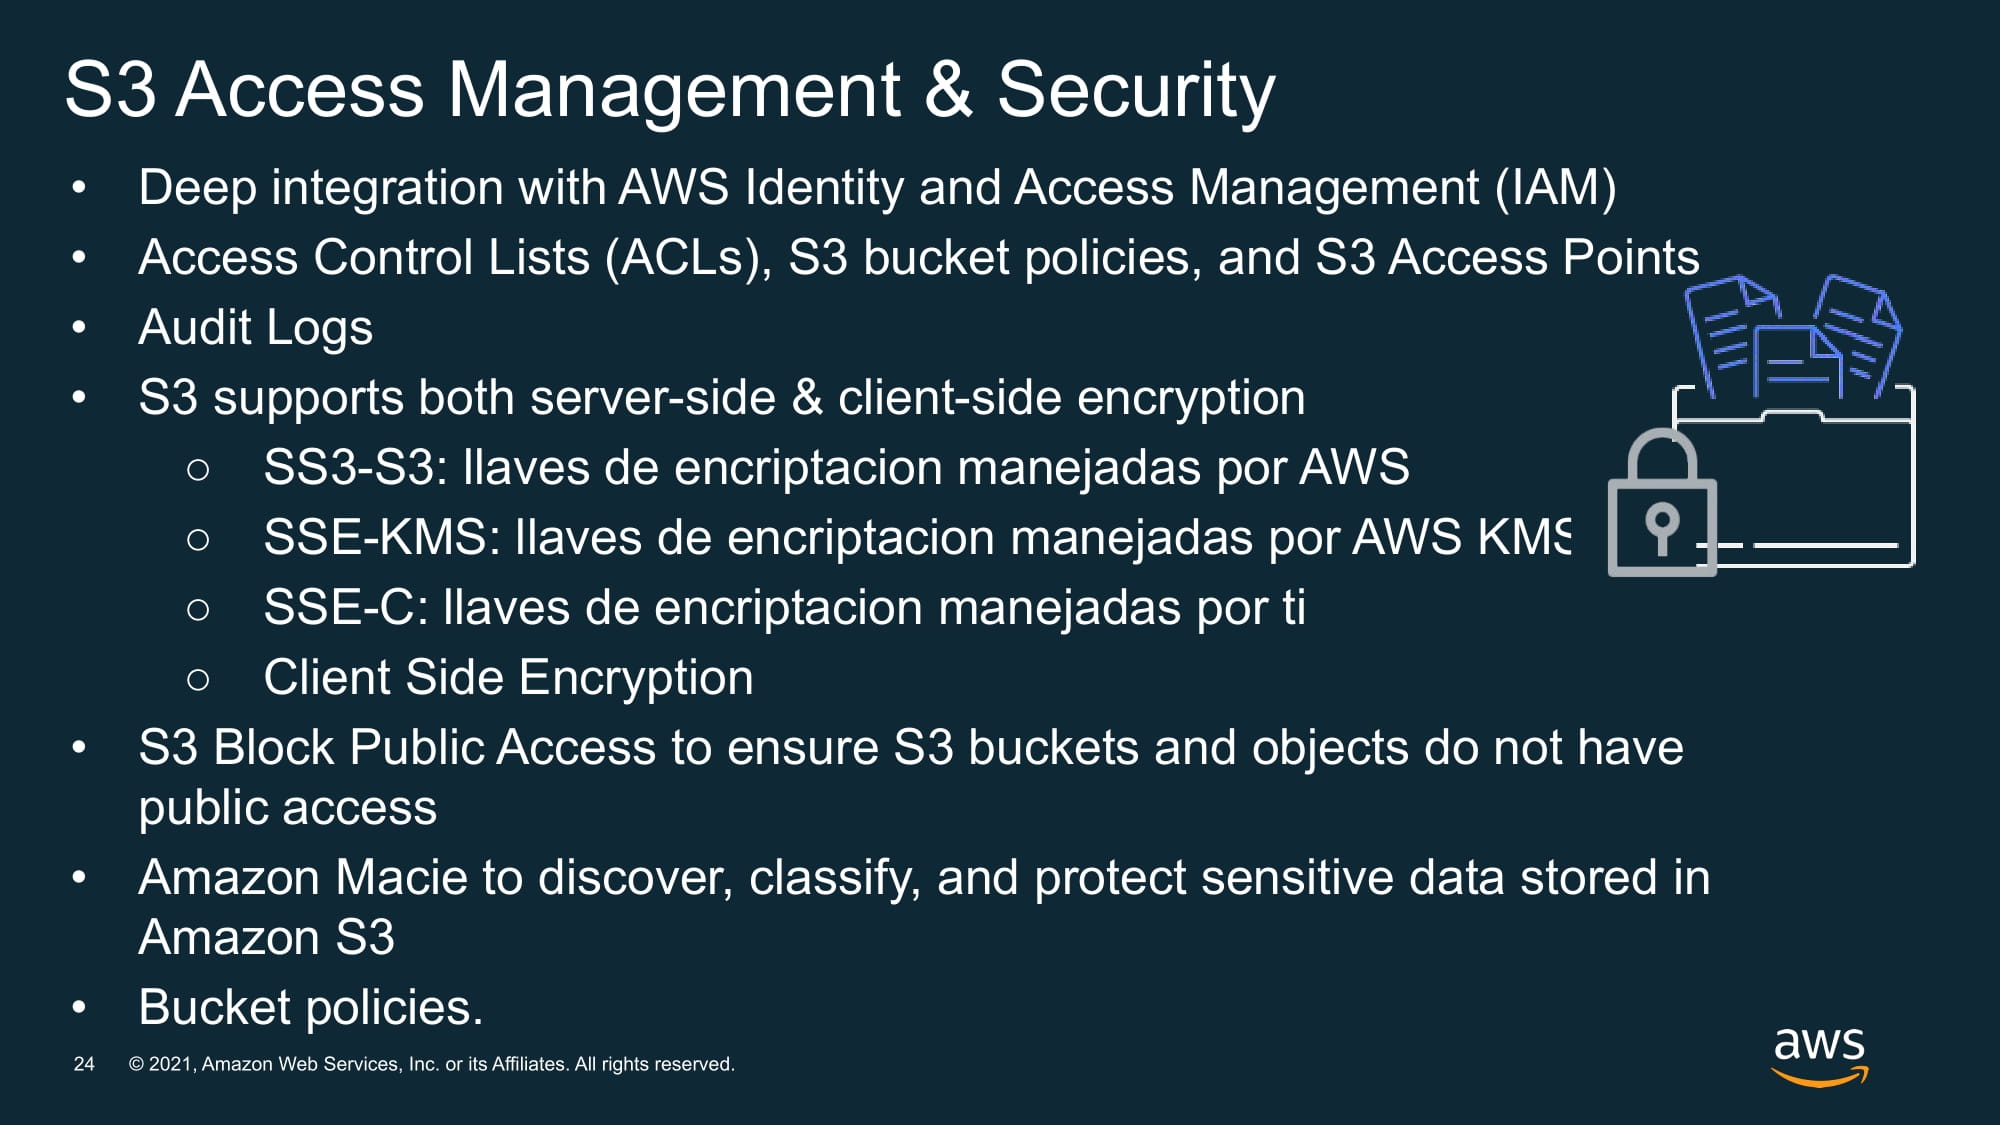 S3 Access Management & Security
• Deep integration with AWS Identity and Access Management (IAM)
• Access Control Lists (ACLs), S3 bucket policies, and S3 Access Points
• Audit Logs
• S3 supports both server-side & client-side encryption
○ SS3-S3: llaves de encriptacion manejadas por AWS
○ SSE-KMS: llaves de encriptacion manejadas por AWS KMS
○ SSE-C: llaves de encriptacion manejadas por ti
○ Client Side Encryption
• S3 Block Public Access to ensure S3 buckets and objects do not have
public access
• Amazon Macie to discover, classify, and protect sensitive data stored in
Amazon S3
• Bucket policies.
24 © 2021, Amazon Web Services, Inc. or its Affiliates. All rights reserved.
aws